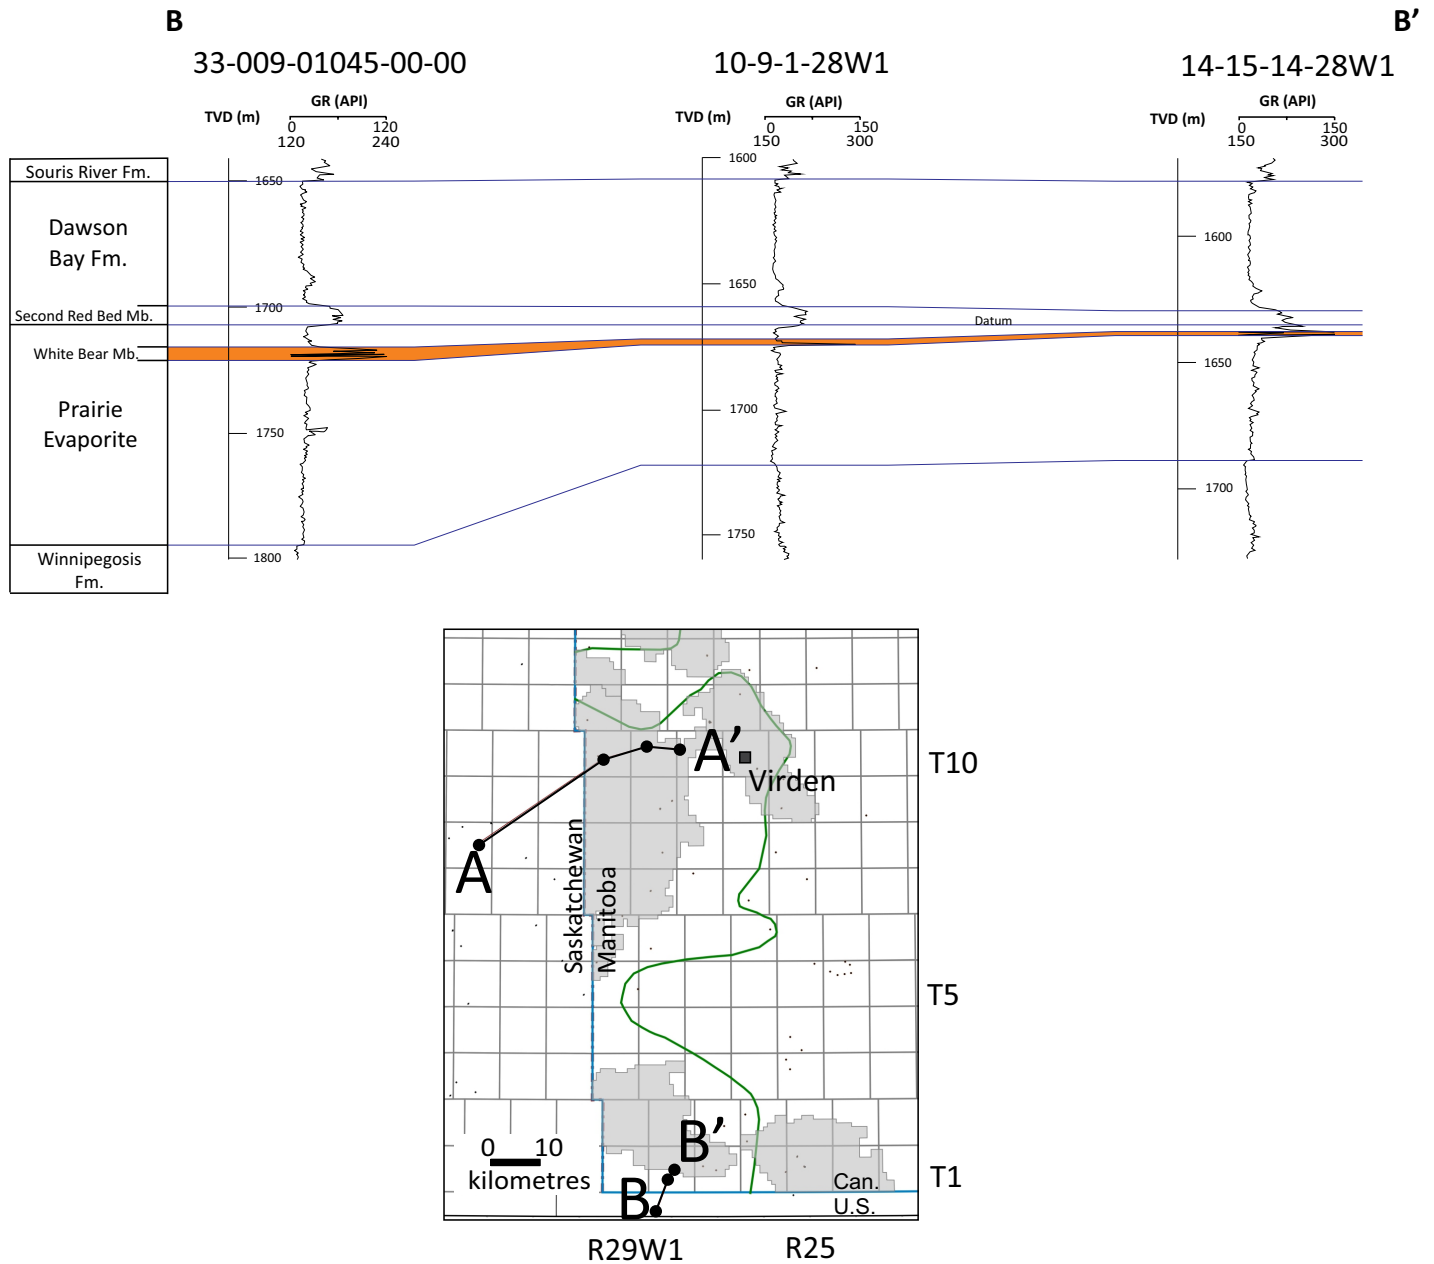 B
B’
33-009-01045-00-00
10-9-1-28W1
14-15-14-28W1
TVD (m)
GR (API)
0
120
120
240
TVD (m)
GR (API)
0
150
150
300
TVD (m)
GR (API)
0
150
150
300
Souris River Fm.
Dawson
Bay Fm.
Second Red Bed Mb.
White Bear Mb.
Prairie
Evaporite
Winnipegosis
Fm.
1650
1700
1750
1800
1600
1650
1700
1750
Datum
1600
1650
1700
A
A’
Virden
Saskatchewan
Manitoba
T10
T5
T1
B’
B
0
10
kilometres
Can.
U.S.
R29W1
R25